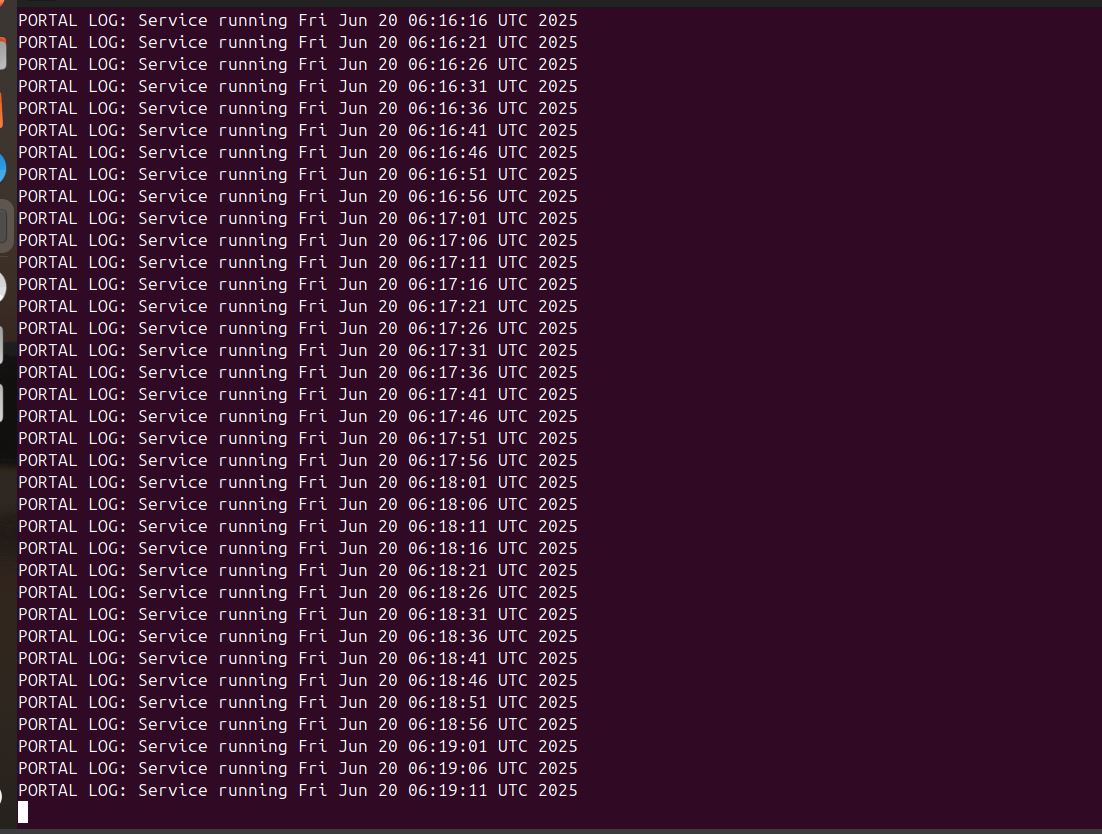 PORTAL LOG: Service running Fri Jun 20 06:16:16 UTC 2025
PORTAL LOG: Service running Fri Jun 20 06:16:21 UTC 2025
PORTAL LOG: Service running Fri Jun 20 06:16:26 UTC 2025
PORTAL LOG: Service running Fri Jun 20 06:16:31 UTC 2025
PORTAL LOG: Service running Fri Jun 20 06:16:36 UTC 2025
PORTAL LOG: Service running Fri Jun 20 06:16:41 UTC 2025
PORTAL LOG: Service running Fri Jun 20 06:16:46 UTC 2025
PORTAL LOG: Service running Fri Jun 20 06:16:51 UTC 2025
PORTAL LOG: Service running Fri Jun 20 06:16:56 UTC 2025
PORTAL LOG: Service running Fri Jun 20 06:17:01 UTC 2025
PORTAL LOG: Service running Fri Jun 20 06:17:06 UTC 2025
PORTAL LOG: Service running Fri Jun 20 06:17:11 UTC 2025
PORTAL LOG: Service running Fri Jun 20 06:17:16 UTC 2025
PORTAL LOG: Service running Fri Jun 20 06:17:21 UTC 2025
PORTAL LOG: Service running Fri Jun 20 06:17:26 UTC 2025
PORTAL LOG: Service running Fri Jun 20 06:17:31 UTC 2025
PORTAL LOG: Service running Fri Jun 20 06:17:36 UTC 2025
PORTAL LOG: Service running Fri Jun 20 06:17:41 UTC 2025
PORTAL LOG: Service running Fri Jun 20 06:17:46 UTC 2025
PORTAL LOG: Service running Fri Jun 20 06:17:51 UTC 2025
PORTAL LOG: Service running Fri Jun 20 06:17:56 UTC 2025
PORTAL LOG: Service running Fri Jun 20 06:18:01 UTC 2025
PORTAL LOG: Service running Fri Jun 20 06:18:06 UTC 2025
PORTAL LOG: Service running Fri Jun 20 06:18:11 UTC 2025
PORTAL LOG: Service running Fri Jun 20 06:18:16 UTC 2025
PORTAL LOG: Service running Fri Jun 20 06:18:21 UTC 2025
PORTAL LOG: Service running Fri Jun 20 06:18:26 UTC 2025
PORTAL LOG: Service running Fri Jun 20 06:18:31 UTC 2025
PORTAL LOG: Service running Fri Jun 20 06:18:36 UTC 2025
PORTAL LOG: Service running Fri Jun 20 06:18:41 UTC 2025
PORTAL LOG: Service running Fri Jun 20 06:18:46 UTC 2025
PORTAL LOG: Service running Fri Jun 20 06:18:51 UTC 2025
PORTAL LOG: Service running Fri Jun 20 06:18:56 UTC 2025
PORTAL LOG: Service running Fri Jun 20 06:19:01 UTC 2025
PORTAL LOG: Service running Fri Jun 20 06:19:06 UTC 2025
PORTAL LOG: Service running Fri Jun 20 06:19:11 UTC 2025